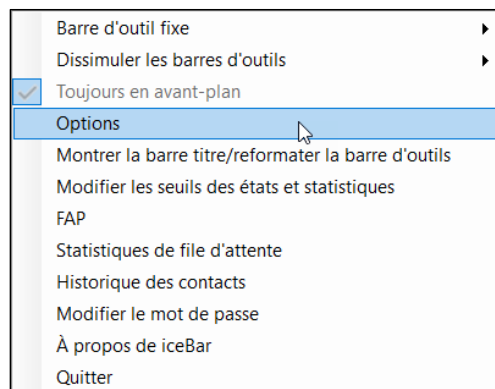 Barre d'outil fixe
Dissimuler les barres d'outils
Toujours en avant-plan
Options
Montrer la barre titre/reformater la barre d'outils
Modifier les seuils des états et statistiques
FAP
Statistiques de file d'attente
Historique des contacts
Modifier le mot de passe
À propos de iceBar
Quitter